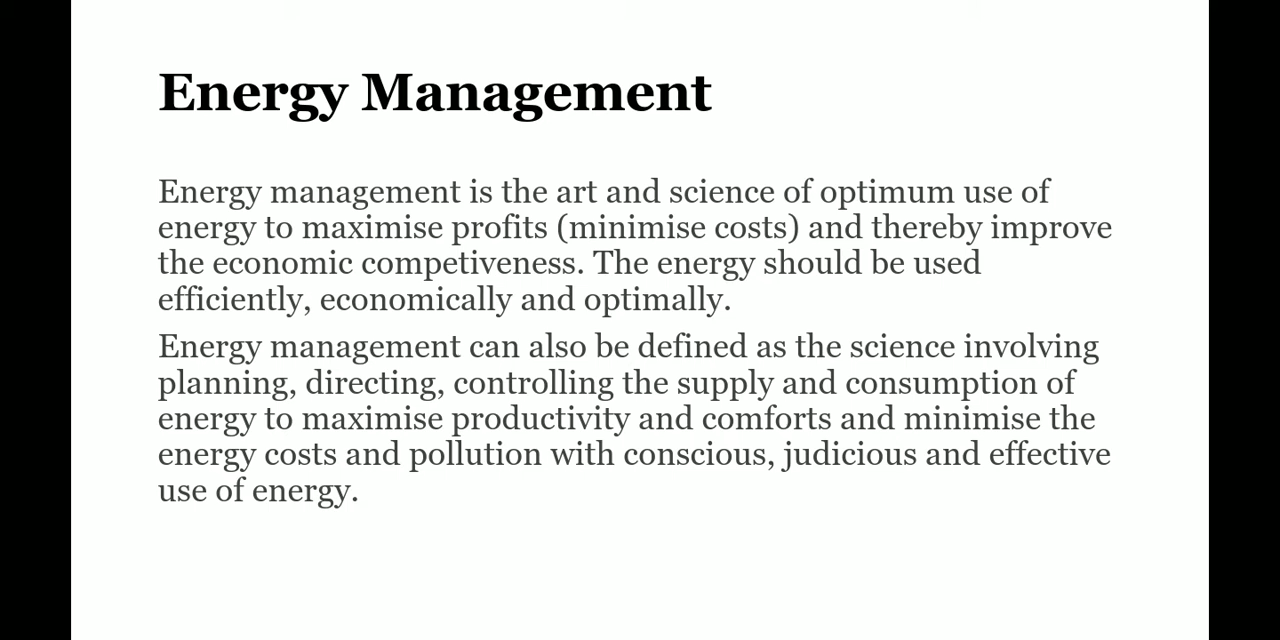 Energy Management
Energy management is the art and science of optimum use of
energy to maximise profits (minimise costs) and thereby improve
the economic competiveness. The energy should be used
efficiently, economically and optimally.
Energy management can also be defined as the science involving
planning, directing, controlling the supply and consumption of
energy to maximise productivity and comforts and minimise the
energy costs and pollution with conscious, judicious and effective
use of energy.